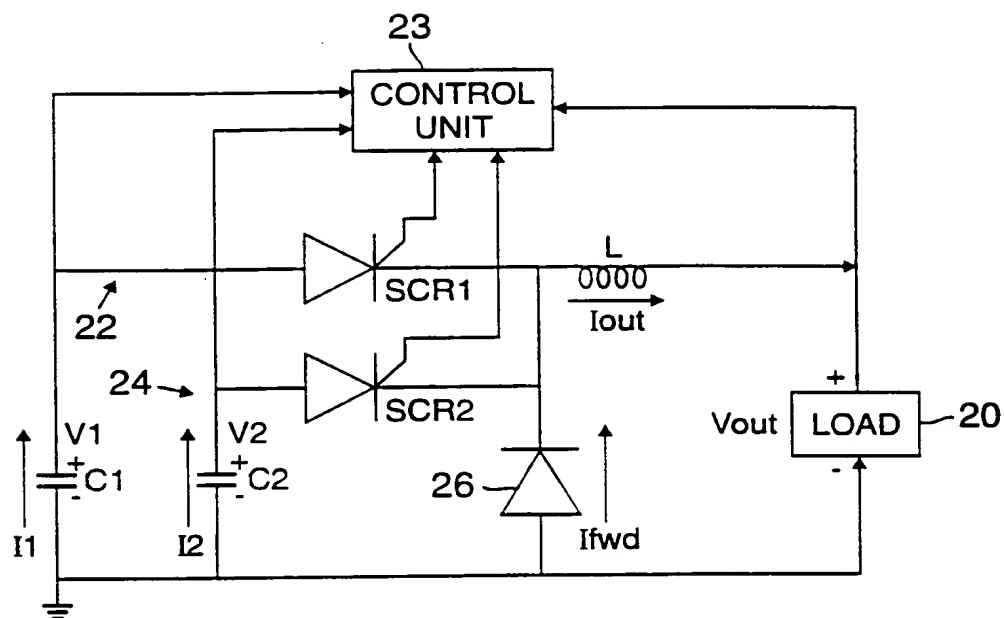 23
CONTROL
UNIT
L
SCR1
Iout
22
24
SCR2
+
Vout
LOAD
20
-
V1
V2
+
C1
-
+
C2
-
26
I1
I2
Ifwd